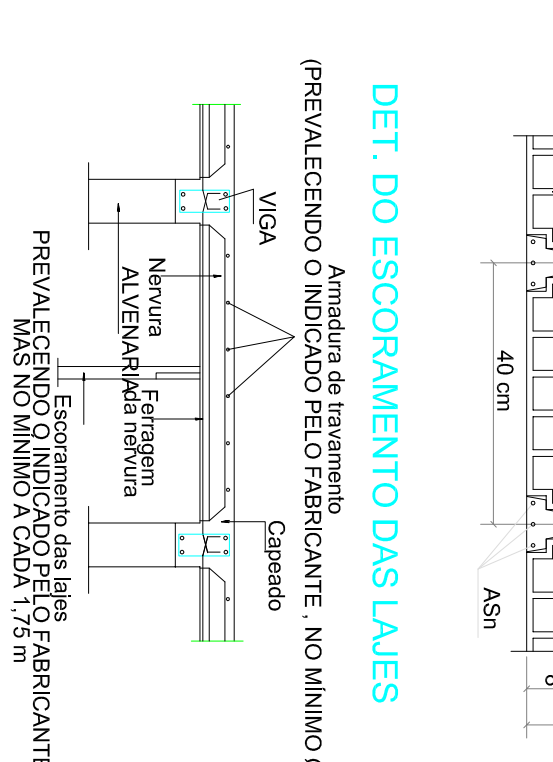 DET. DO ESCORAMENTO DAS LAJES
Armadura de travamento
(PREVALECENDO O INDICADO PELO FABRICANTE , NO MÍNIMO
VIGA
Capeado
Nervura
ALVENARIA
Ferragem
da nervura
Escoramento das lajes
PREVALECENDO O INDICADO PELO FABRICANTE
MAS NO MÍNIMO A CADA 1,75 m
40 cm
ASn